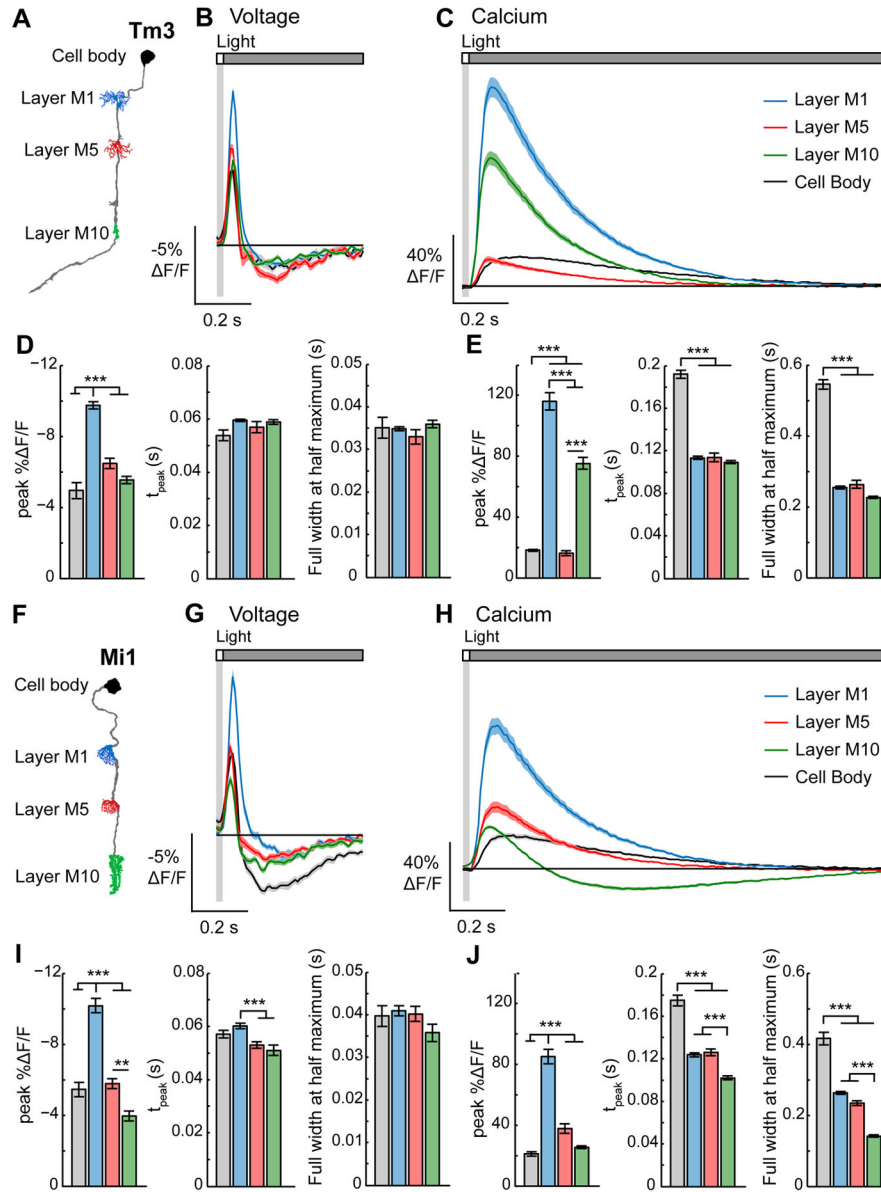 A
Tm3
Cell body
Layer M1
Layer M5
Layer M10
B Voltage
Light
-5%
ΔF/F
0.2 s
C Calcium
Light
Layer M1
Layer M5
Layer M10
Cell Body
40%
ΔF/F
0.2 s
D
peak %ΔF/F
−12
−8
−4
0
***
t peak (s)
0.08
0.06
0.04
0.02
0
Full width at half maximum (s)
0.05
0.04
0.03
0.02
0.01
0
E
peak %ΔF/F
120
80
40
0
***
***
***
t peak (s)
0.2
0.16
0.12
0.08
0.04
0
***
Full width at half maximum (s)
0.6
0.4
0.2
0
***
F
Mi1
Cell body
Layer M1
Layer M5
Layer M10
G Voltage
Light
-5%
ΔF/F
0.2 s
H Calcium
Light
Layer M1
Layer M5
Layer M10
Cell Body
40%
ΔF/F
0.2 s
I
peak %ΔF/F
−12
−8
−4
0
***
**
t peak (s)
0.08
0.06
0.04
0.02
0
***
Full width at half maximum (s)
0.05
0.04
0.03
0.02
0.01
0
J
peak %ΔF/F
120
80
40
0
***
t peak (s)
0.2
0.16
0.12
0.08
0.04
0
***
***
Full width at half maximum (s)
0.6
0.4
0.2
0
***
***